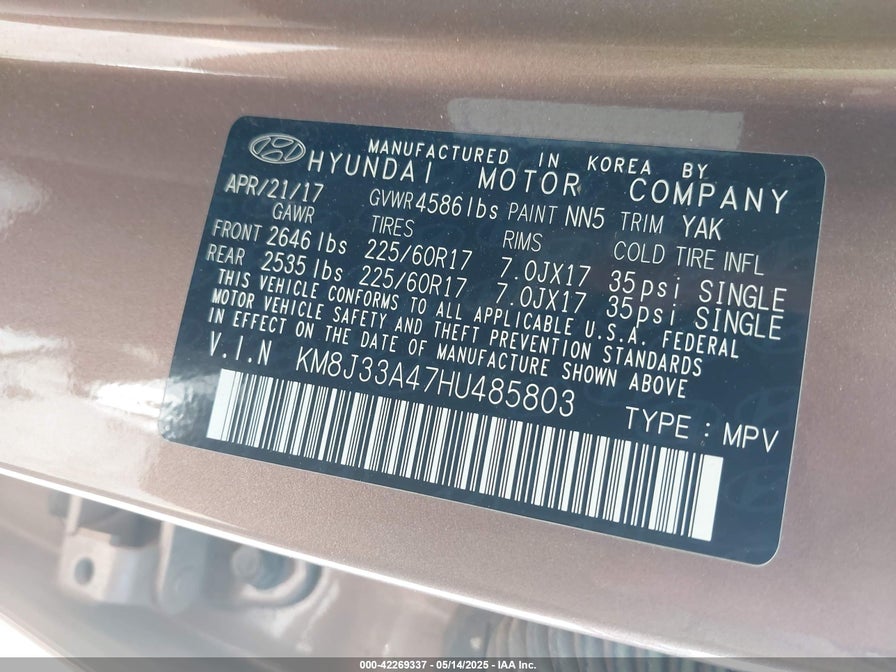 MANUFACTURED IN KOREA BY
HYUNDAI MOTOR COMPANY
APR/21/17 GVWR 4586 lbs PAINT NN5 TRIM YAK
GAWR TIRES RIMS COLD TIRE INFL
FRONT 2646 lbs 225/60R17 7.0JX17 35psi SINGLE
REAR 2535 lbs 225/60R17 7.0JX17 35psi SINGLE
THIS VEHICLE CONFORMS TO ALL APPLICABLE U.S.A. FEDERAL
MOTOR VEHICLE SAFETY AND THEFT PREVENTION STANDARDS
IN EFFECT ON THE DATE OF MANUFACTURE SHOWN ABOVE
V.I.N KM8J33A47HU485803
TYPE : MPV
000-42269337 - 05/14/2025 - IAA Inc.